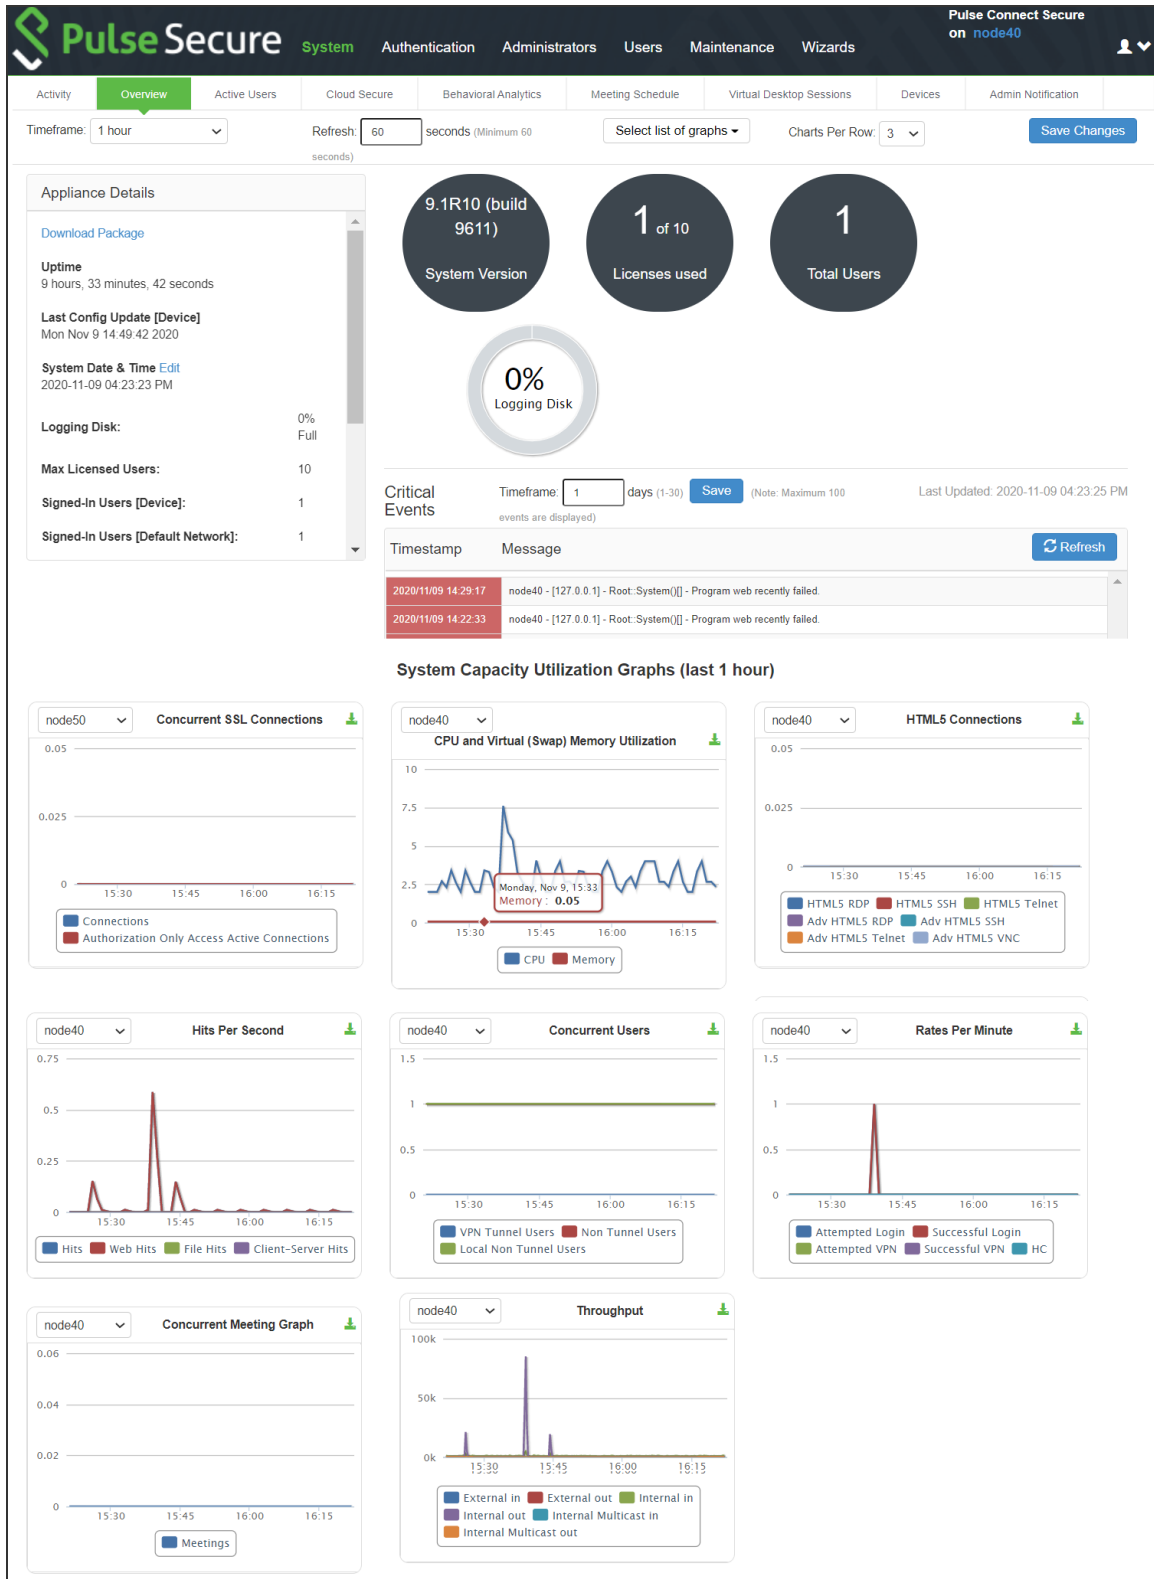 Pulse Secure
System Authentication Administrators Users Maintenance Wizards
Pulse Connect Secure
on node40
Activity Overview Active Users Cloud Secure Behavioral Analytics Meeting Schedule Virtual Desktop Sessions Devices Admin Notification
Timeframe: 1 hour Refresh: 60 seconds (Minimum 60
seconds)
Select list of graphs Charts Per Row: 3 Save Changes
Appliance Details
Download Package
Uptime
9 hours, 33 minutes, 42 seconds
Last Config Update [Device]
Mon Nov 9 14:49:42 2020
System Date & Time Edit
2020-11-09 04:23:23 PM
Logging Disk: 0%
Full
Max Licensed Users: 10
Signed-In Users [Device]: 1
Signed-In Users [Default Network]: 1
9.1R10 (build
9611)
System Version
1 of 10
Licenses used
1
Total Users
0%
Logging Disk
Critical
Events
Timeframe: 1 days (1-30) Save (Note: Maximum 100
events are displayed)
Last Updated: 2020-11-09 04:23:25 PM
Timestamp Message Refresh
2020/11/09 14:29:17 node40 - [127.0.0.1] - Root::System()[] - Program web recently failed.
2020/11/09 14:22:33 node40 - [127.0.0.1] - Root::System()[] - Program web recently failed.
System Capacity Utilization Graphs (last 1 hour)
node50 Concurrent SSL Connections
0.05
0.025
0
15:30 15:45 16:00 16:15
Connections
Authorization Only Access Active Connections
node40
CPU and Virtual (Swap) Memory Utilization
10
7.5
5
2.5
0
Monday, Nov 9, 15:33
Memory : 0.05
15:30 15:45 16:00 16:15
CPU Memory
node40 HTML5 Connections
0.05
0.025
0
15:30 15:45 16:00 16:15
HTML5 RDP HTML5 SSH HTML5 Telnet
Adv HTML5 RDP Adv HTML5 SSH
Adv HTML5 Telnet Adv HTML5 VNC
node40 Hits Per Second
0.75
0.5
0.25
0
15:30 15:45 16:00 16:15
Hits Web Hits File Hits Client-Server Hits
node40 Concurrent Users
1.5
1
0.5
0
15:30 15:45 16:00 16:15
VPN Tunnel Users Non Tunnel Users
Local Non Tunnel Users
node40 Rates Per Minute
1.5
1
0.5
0
15:30 15:45 16:00 16:15
Attempted Login Successful Login
Attempted VPN Successful VPN HC
node40 Concurrent Meeting Graph
0.06
0.04
0.02
0
15:30 15:45 16:00 16:15
Meetings
node40 Throughput
100k
50k
0k
15:30 15:45 16:00 16:15
External in External out Internal in
Internal out Internal Multicast in
Internal Multicast out